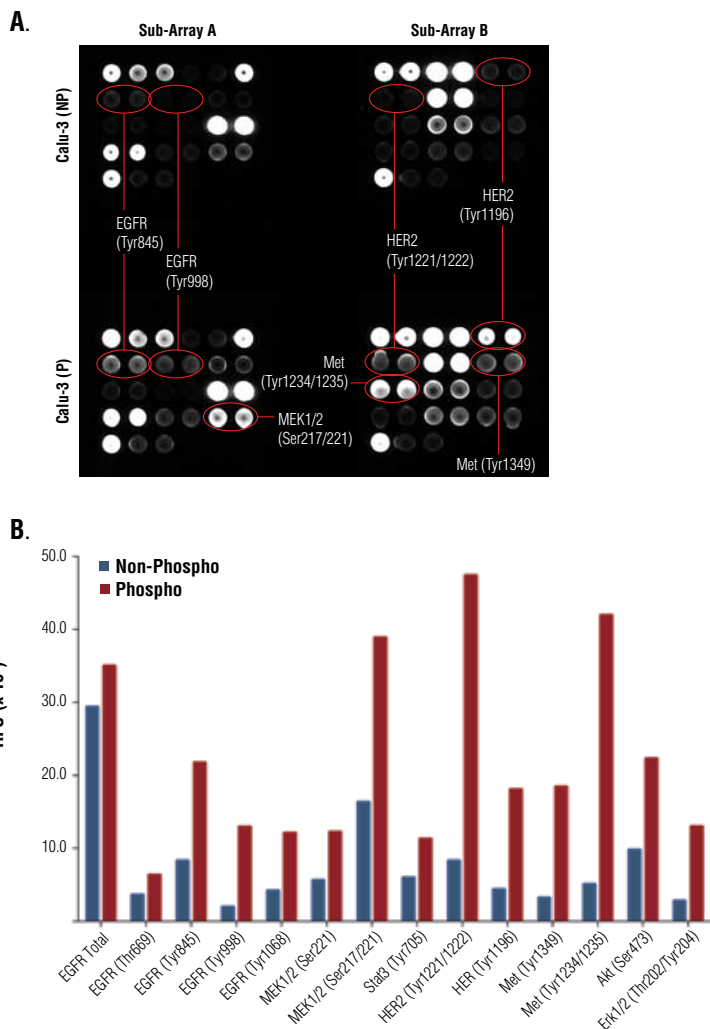 A.
Sub-Array A
Sub-Array B
Calu-3 (NP)
EGFR
(Tyr845)
EGFR
(Tyr998)
HER2
(Tyr1221/1222)
HER2
(Tyr1196)
Calu-3 (P)
Met
(Tyr1234/1235)
MEK1/2
(Ser217/221)
Met (Tyr1349)
B.
50.0
40.0
30.0
20.0
10.0
Non-Phospho
Phospho
EGFR Total
EGFR (Thr669)
EGFR (Tyr845)
EGFR (Tyr998)
EGFR (Tyr1068)
MEK1/2 (Ser221)
MEK1/2 (Ser217/221)
Stat3 (Tyr705)
HER2 (Tyr1221/1222)
HER (Tyr1196)
Met (Tyr1349)
Met (Tyr1234/1235)
Akt (Ser473)
Erk1/2 (Thr202/Tyr204)